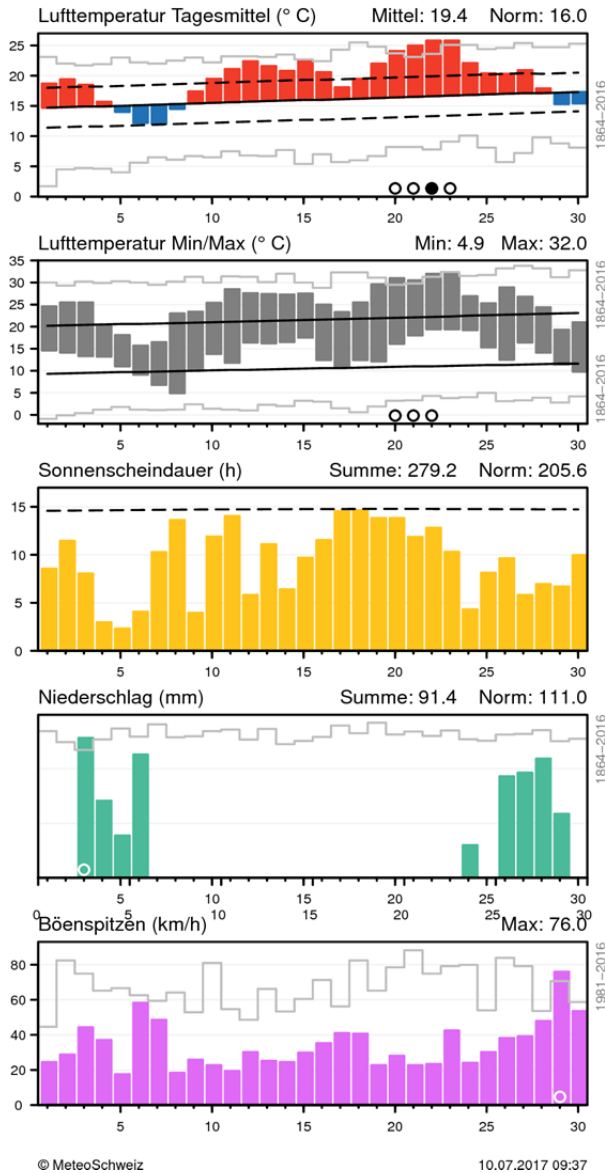 Lufttemperatur Tagesmittel (° C) Mittel: 19.4 Norm: 16.0
25
20
15
10
5
0
1864–2016
5 10 15 20 25 30
Lufttemperatur Min/Max (° C) Min: 4.9 Max: 32.0
35
30
25
20
15
10
5
0
1864–2016
1864–2016
5 10 15 20 25 30
Sonnenscheindauer (h) Summe: 279.2 Norm: 205.6
15
10
5
0
5 10 15 20 25 30
Niederschlag (mm) Summe: 91.4 Norm: 111.0
1864–2016
0 5 10 15 20 25 30
Böenspitzen (km/h) Max: 76.0
80
60
40
20
0
1981–2016
5 10 15 20 25 30
© MeteoSchweiz 10.07.2017 09:37